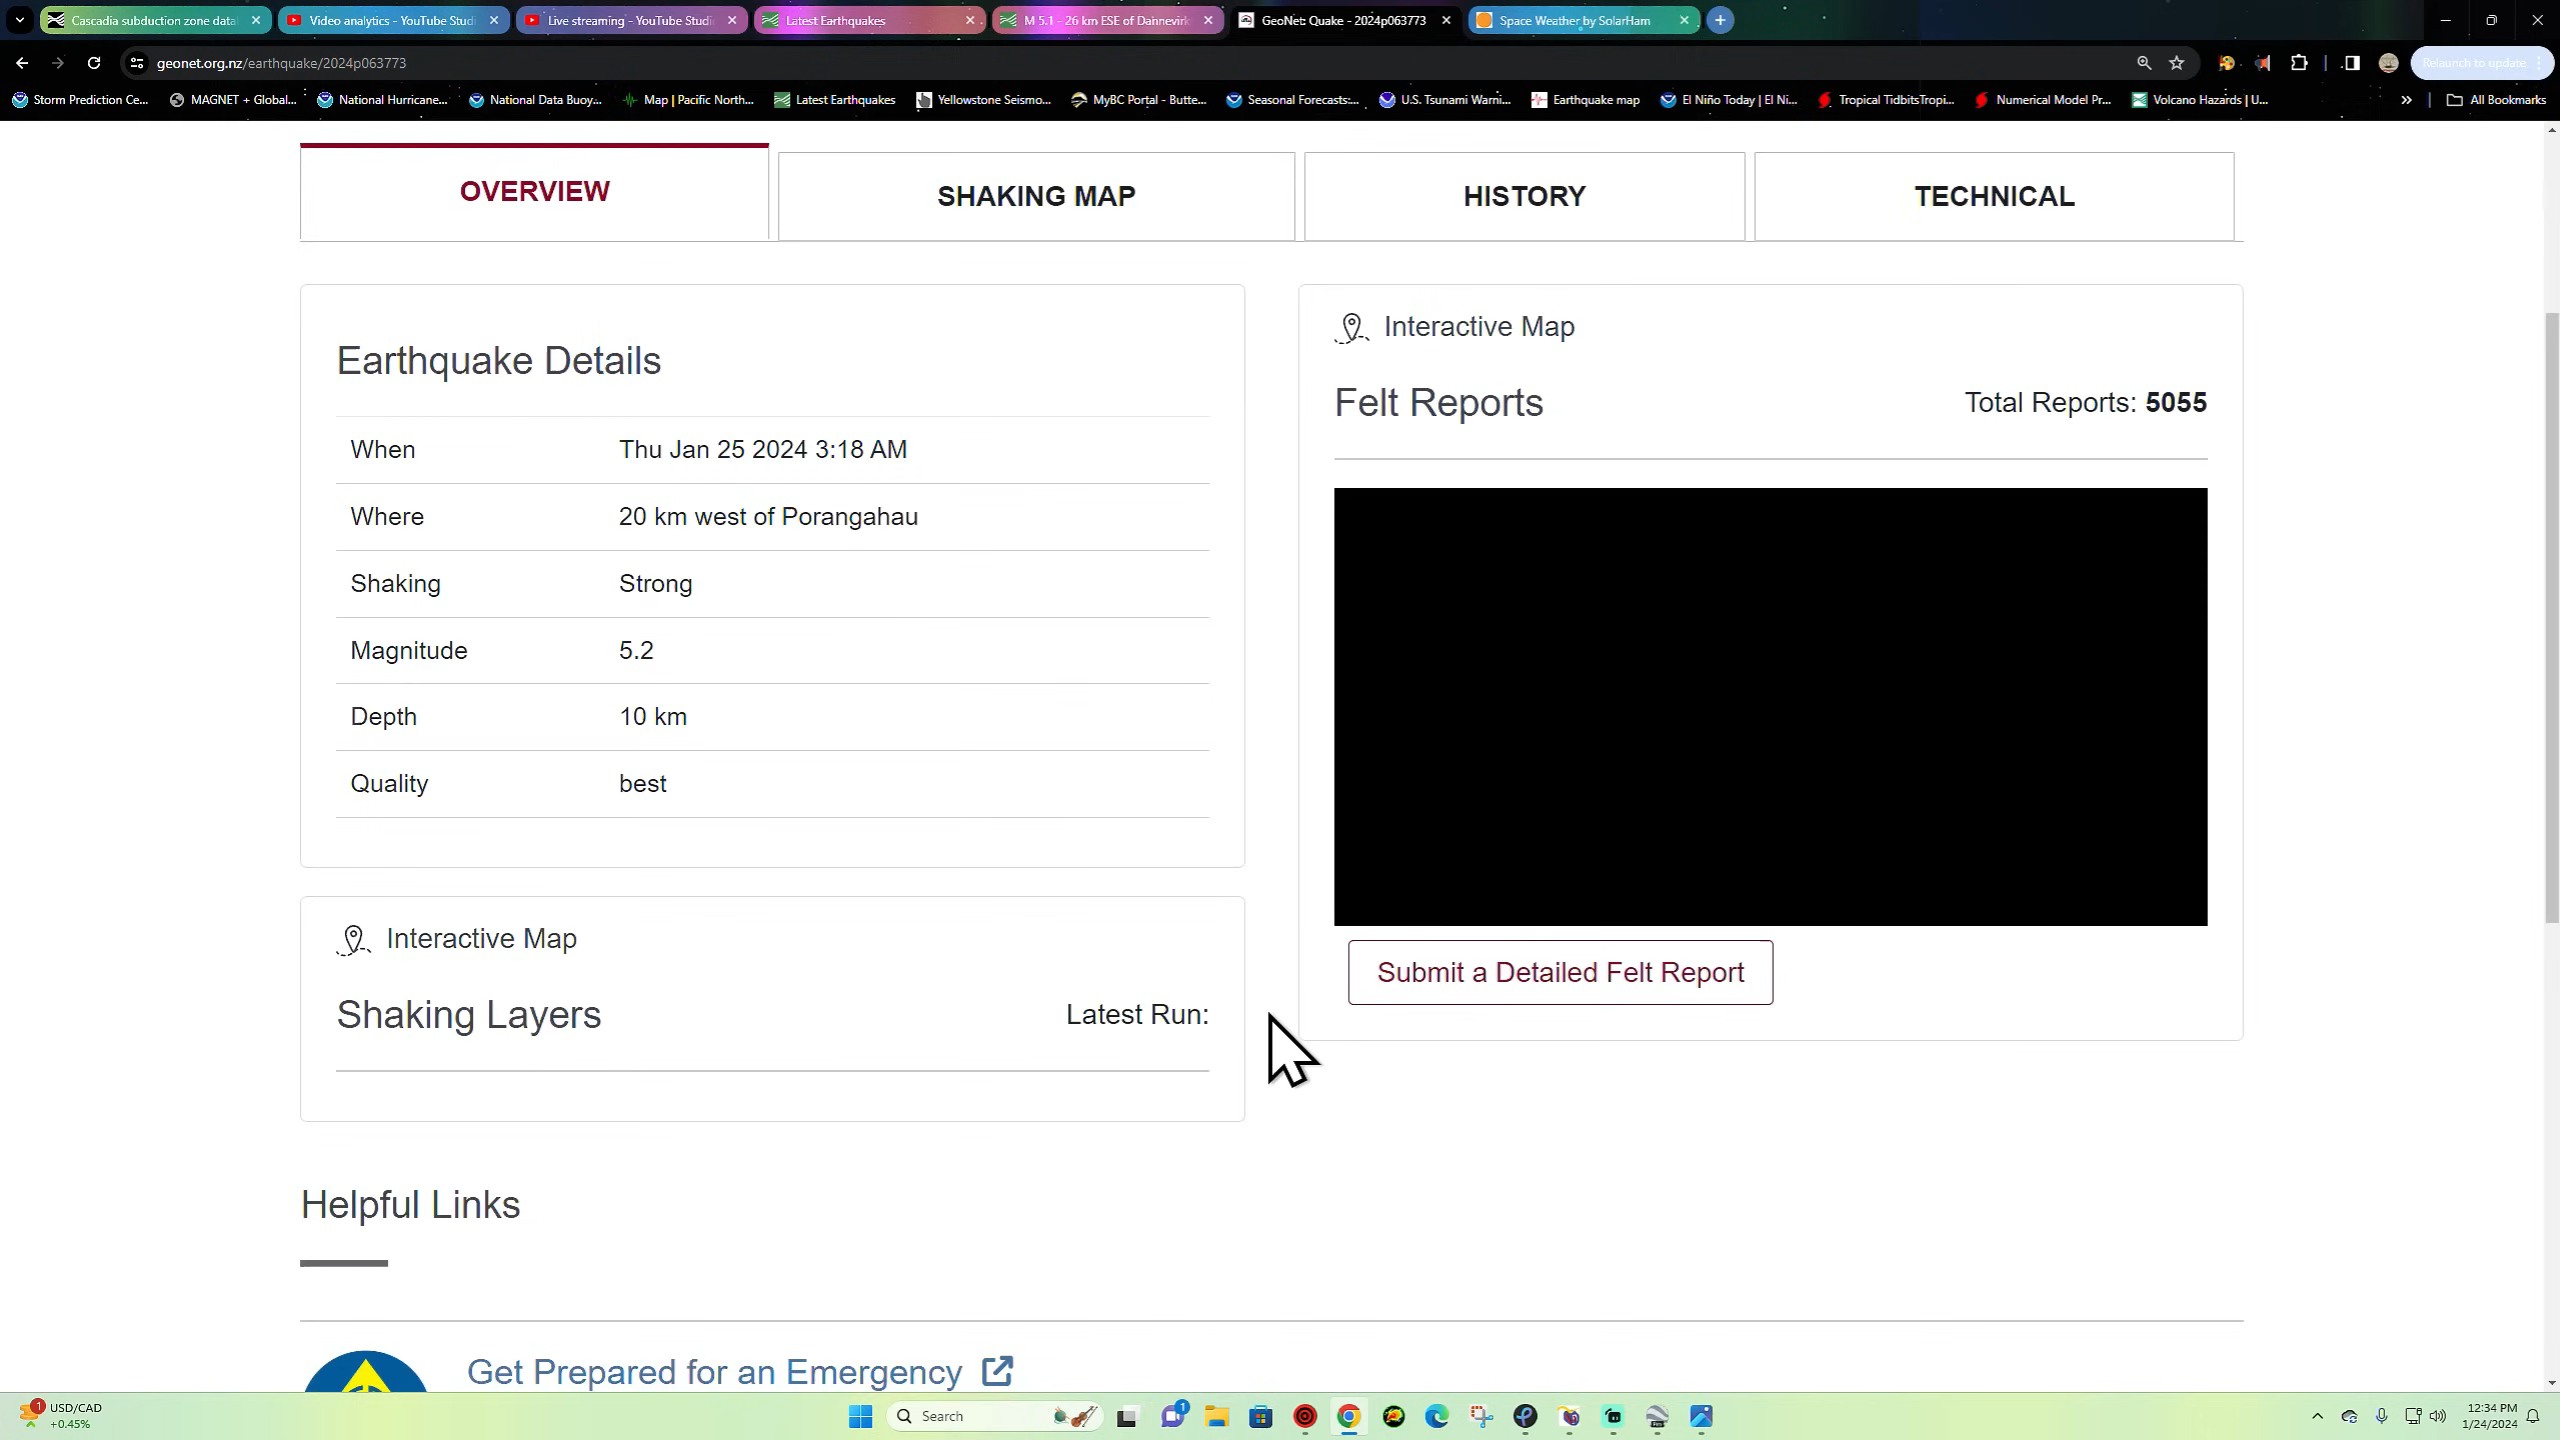 Cascadia subduction zone data
Video analytics - YouTube Studi
Live streaming - YouTube Studi
Latest Earthquakes
M 5.1 - 26 km ESE of Dannevirk
GeoNet: Quake - 2024p063773
Space Weather by SolarHam
geonet.org.nz/earthquake/2024p063773
Relaunch to update
Storm Prediction Ce...
MAGNET + Global...
National Hurricane...
National Data Buoy...
Map | Pacific North...
Latest Earthquakes
Yellowstone Seismo...
MyBC Portal - Butte...
Seasonal Forecasts:...
U.S. Tsunami Warni...
Earthquake map
El Niño Today | El Ni...
Tropical TidbitsTropi...
Numerical Model Pr...
Volcano Hazards | U...
All Bookmarks
OVERVIEW
SHAKING MAP
HISTORY
TECHNICAL
Earthquake Details
When Thu Jan 25 2024 3:18 AM
Where 20 km west of Porangahau
Shaking Strong
Magnitude 5.2
Depth 10 km
Quality best
Interactive Map
Shaking Layers
Latest Run:
Interactive Map
Felt Reports
Total Reports: 5055
Submit a Detailed Felt Report
Helpful Links
Get Prepared for an Emergency
1
USD/CAD
+0.45%
Search
1
12:34 PM
1/24/2024